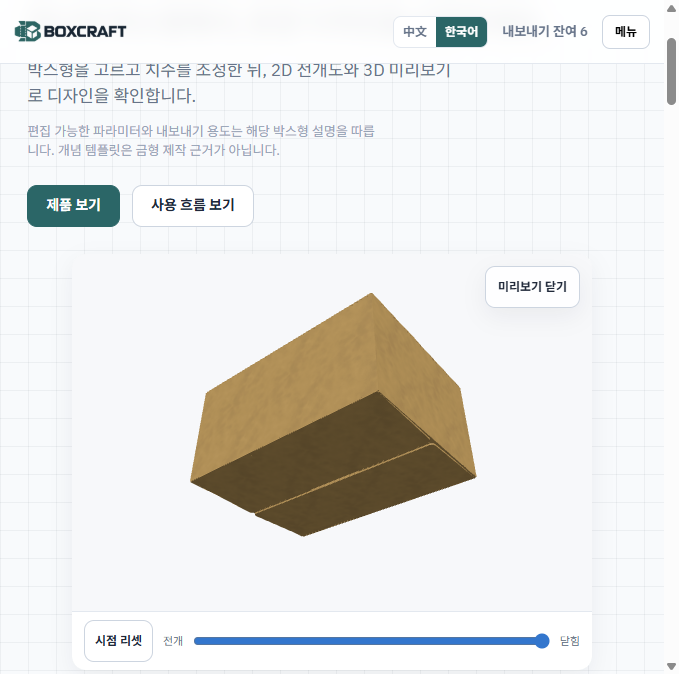 BOXCRAFT
中文
한국어
내보내기 잔여 6
메뉴
박스형을 고르고 치수를 조정한 뒤, 2D 전개도와 3D 미리보기
로 디자인을 확인합니다.
편집 가능한 파라미터와 내보내기 용도는 해당 박스형 설명을 따릅
니다. 개념 템플릿은 금형 제작 근거가 아닙니다.
제품 보기
사용 흐름 보기
미리보기 닫기
시점 리셋
전개
닫힘